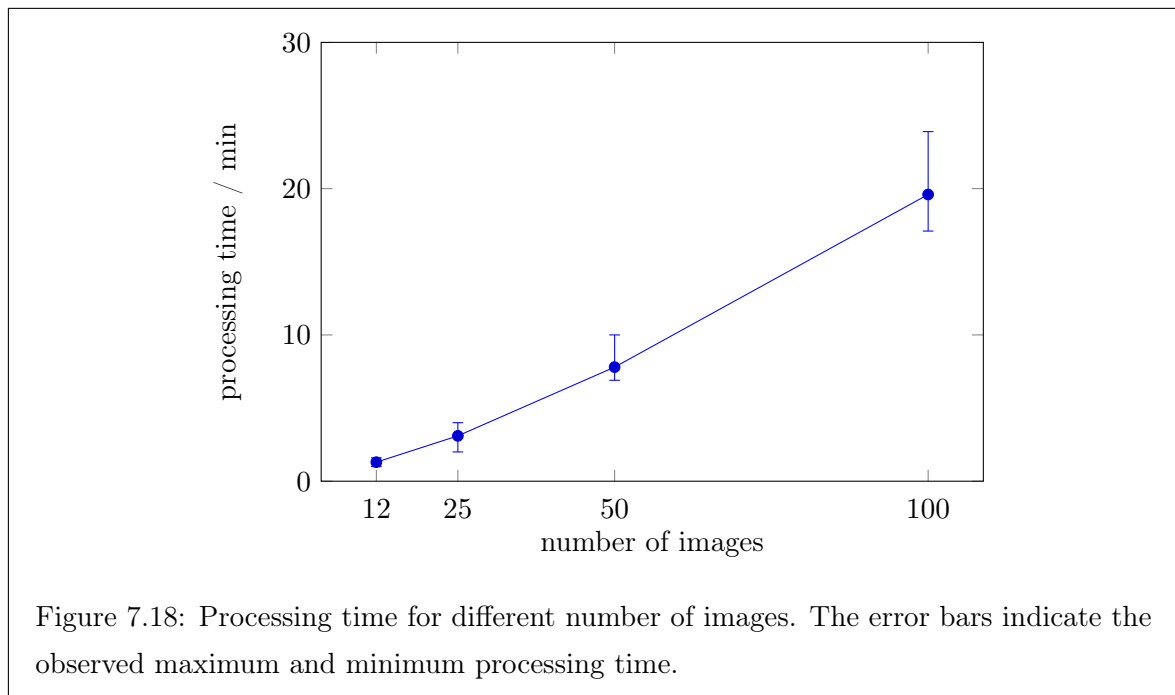 30
20
10
0
processing time / min
12 25 50 100
number of images
Figure 7.18: Processing time for different number of images. The error bars indicate the
observed maximum and minimum processing time.